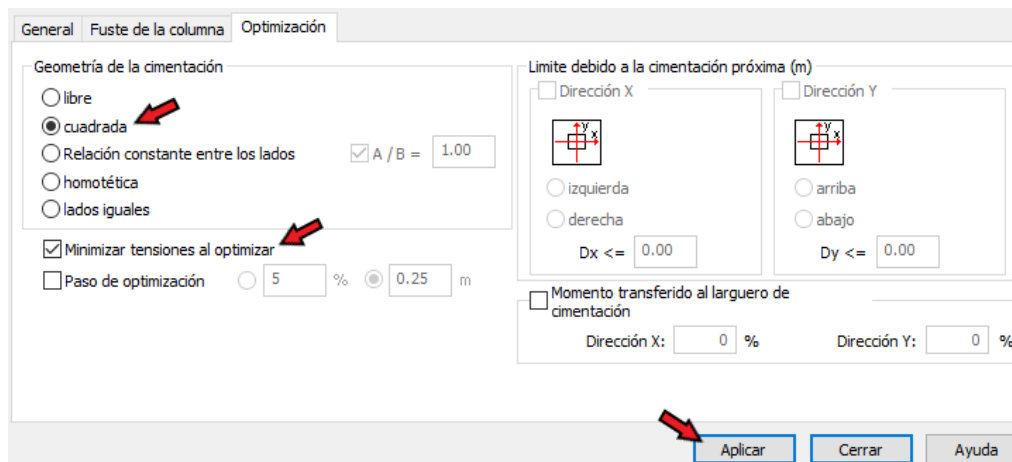 General Fuste de la columna Optimización
Geometría de la cimentación
libre
cuadrada
Relación constante entre los lados A / B = 1.00
homotética
lados iguales
Minimizar tensiones al optimizar
Paso de optimización 5 % 0.25 m
Limite debido a la cimentación próxima (m)
Dirección X
y x
izquierda
derecha
Dx <= 0.00
Dirección Y
y x
arriba
abajo
Dy <= 0.00
Momento transferido al larguero de
cimentación
Dirección X: 0 % Dirección Y: 0 %
Aplicar Cerrar Ayuda